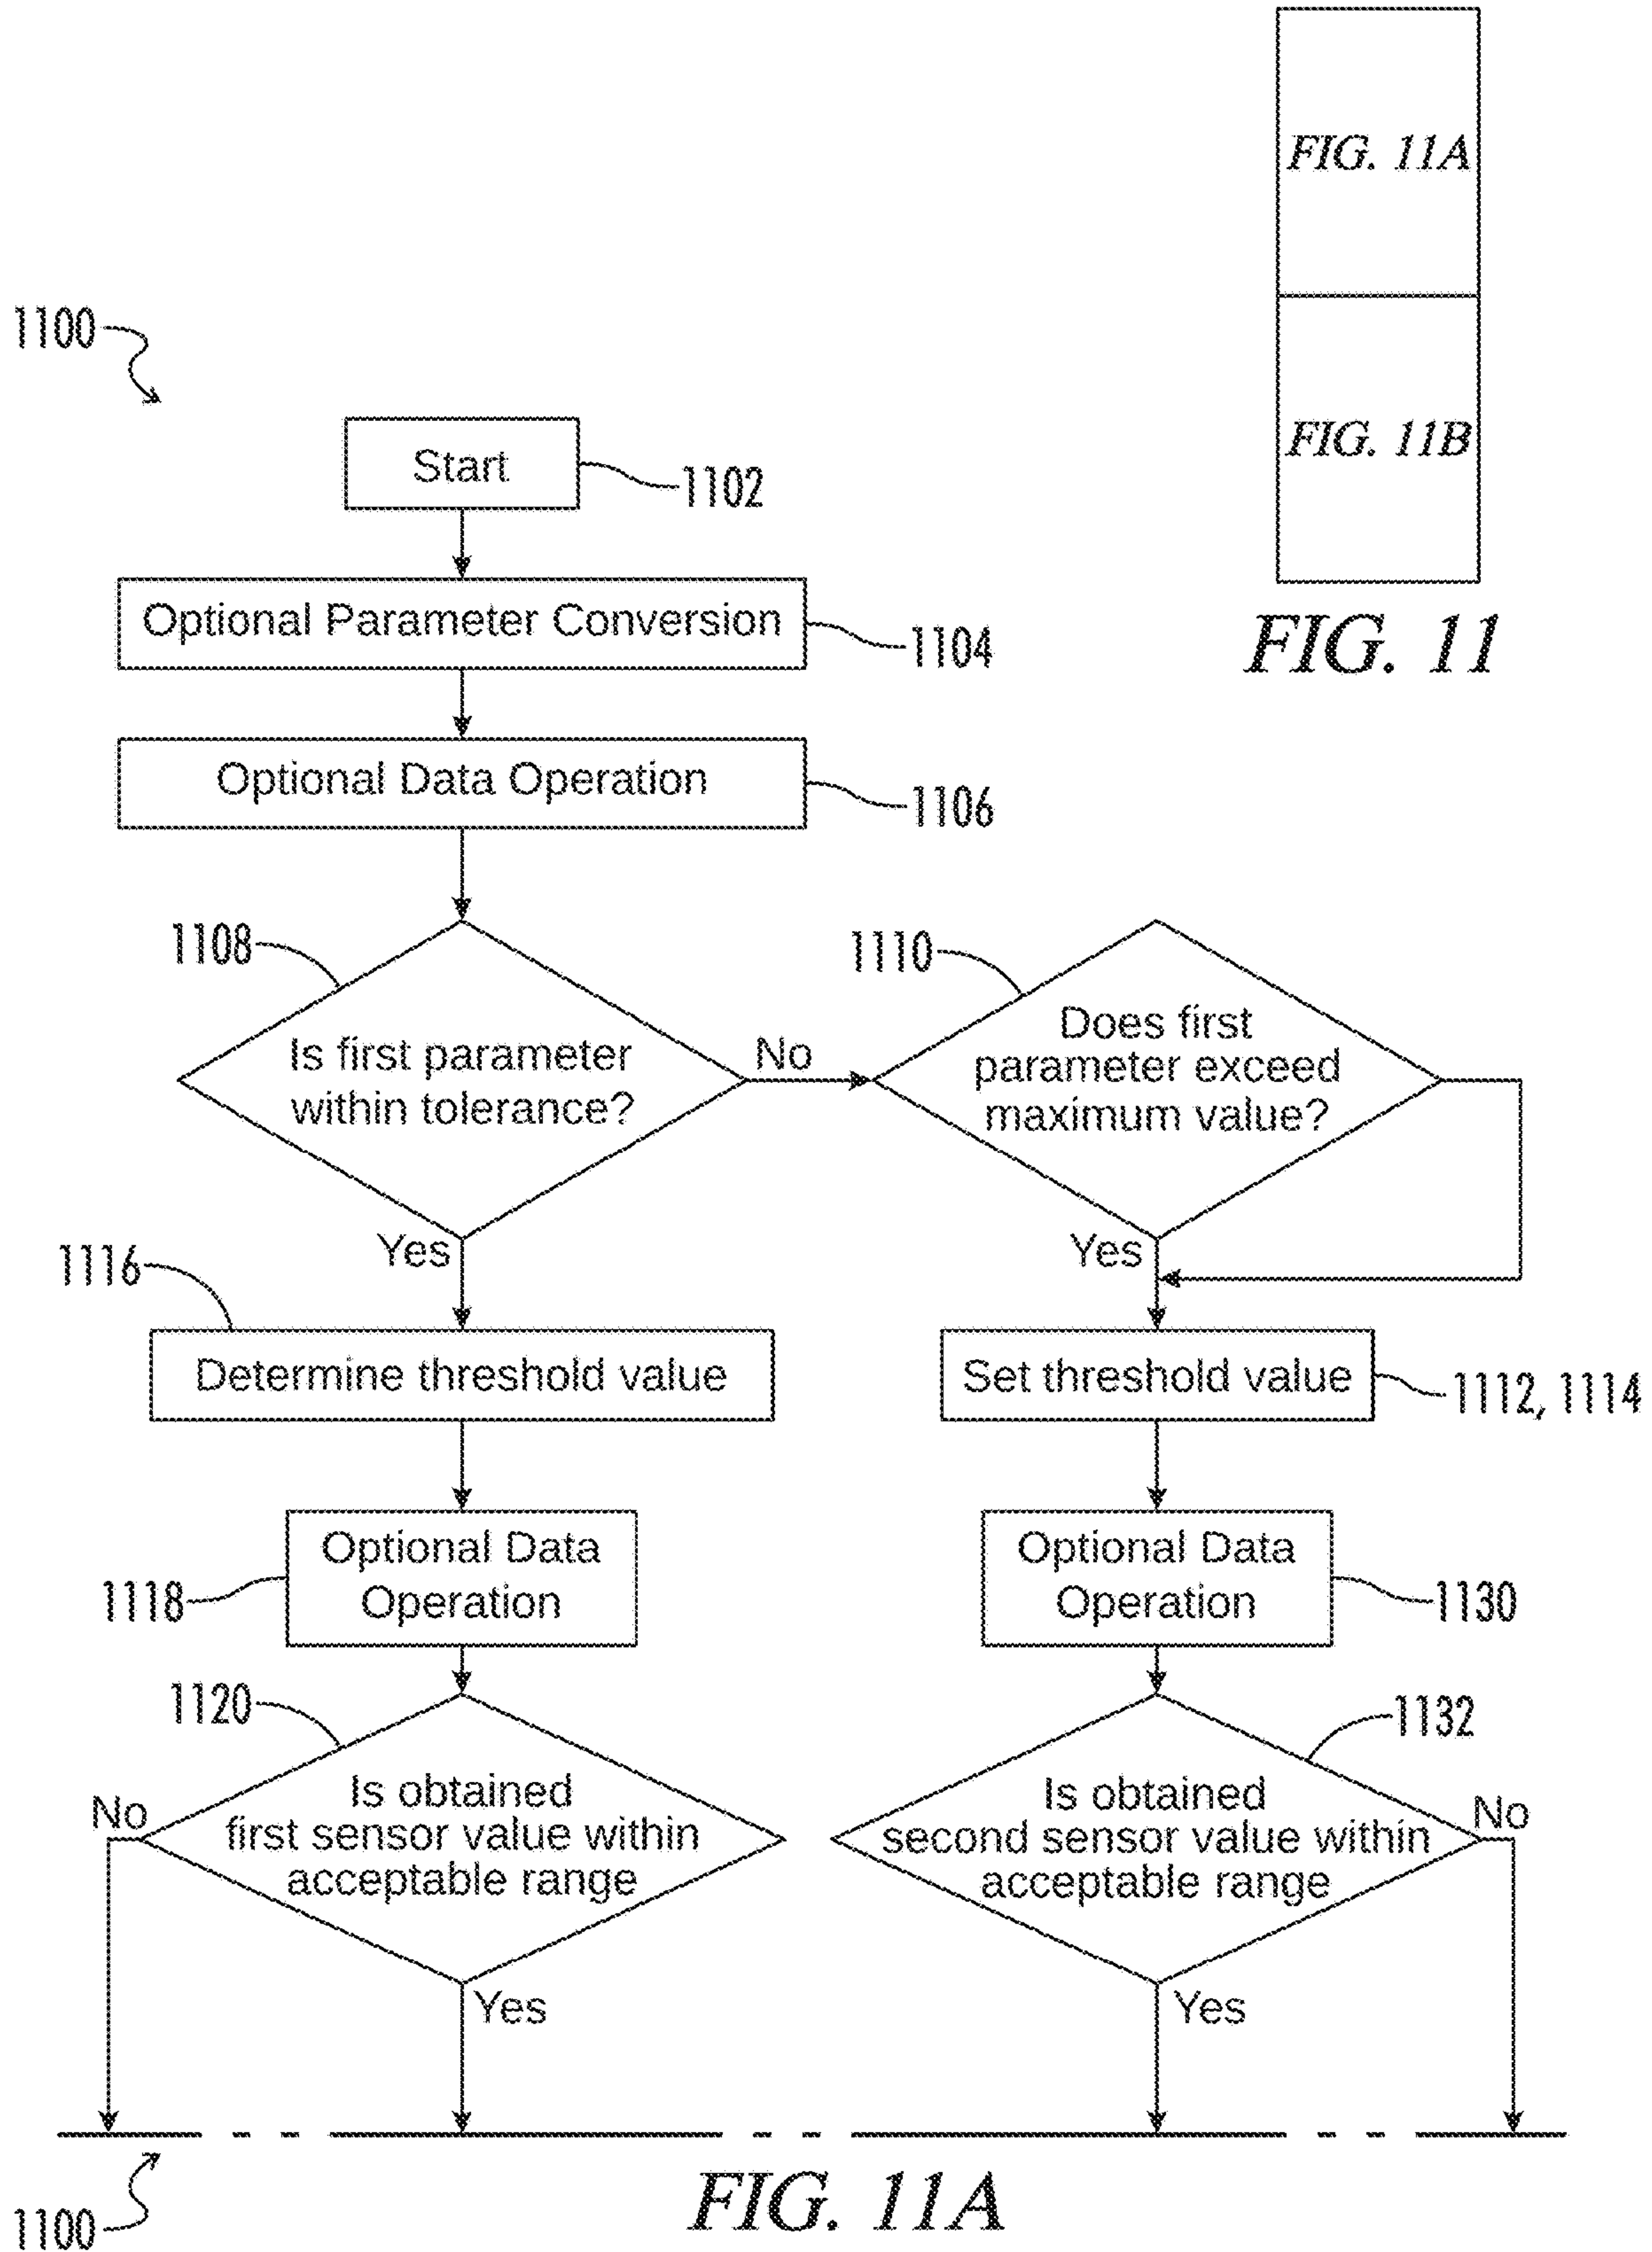 FIG. 11A
FIG. 11B
FIG. 11
1100
Start
1102
Optional Parameter Conversion
1104
Optional Data Operation
1106
1108
Is first parameter
within tolerance?
No
Yes
1110
Does first
parameter exceed
maximum value?
Yes
1116
Determine threshold value
Set threshold value
1112, 1114
Optional Data
Operation
1118
Optional Data
Operation
1130
1120
Is obtained
first sensor value within
acceptable range
No
Yes
1132
Is obtained
second sensor value within
acceptable range
No
Yes
1100
FIG. 11A